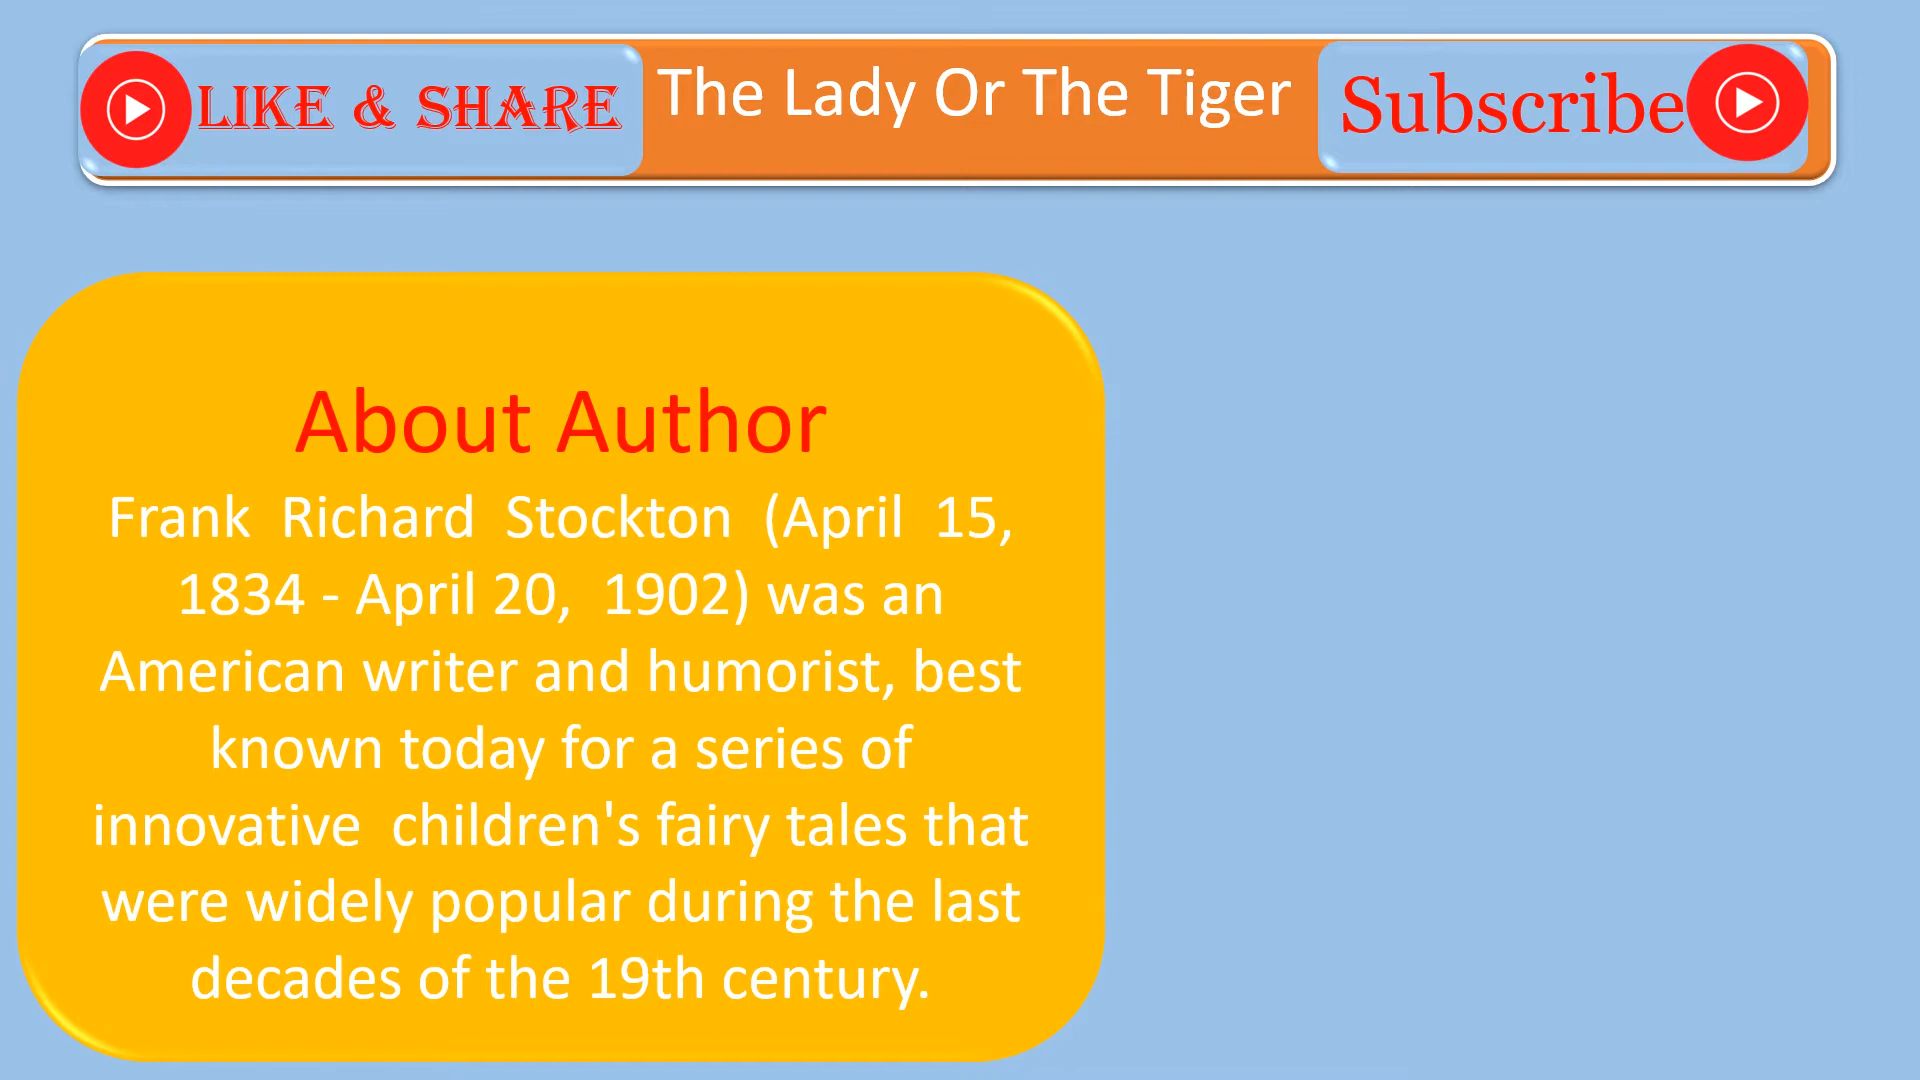 LIKE & SHARE
The Lady Or The Tiger
Subscribe
About Author
Frank Richard Stockton (April 15,
1834 - April 20, 1902) was an
American writer and humorist, best
known today for a series of
innovative children's fairy tales that
were widely popular during the last
decades of the 19th century.